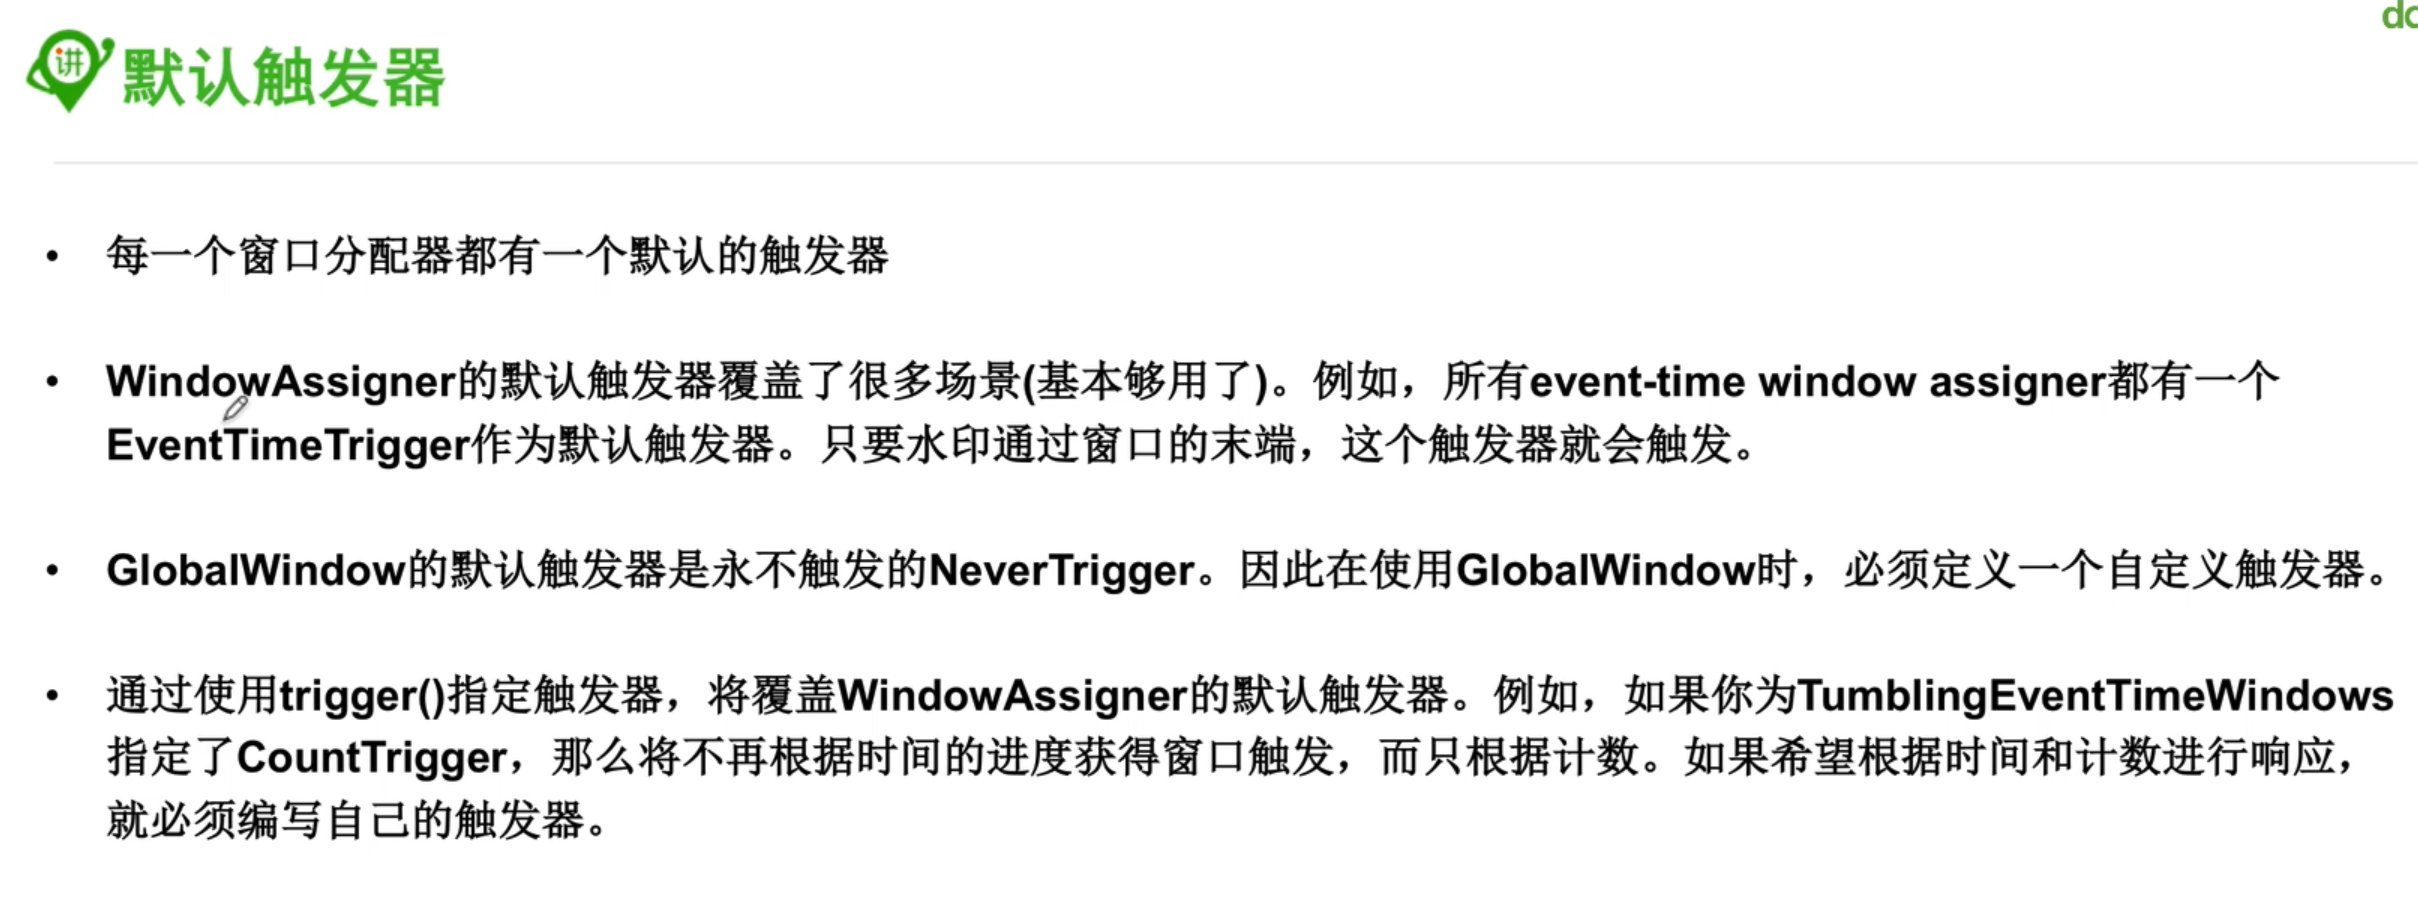 讲
默认触发器
• 每一个窗口分配器都有一个默认的触发器
• WindowAssigner的默认触发器覆盖了很多场景(基本够用了)。例如，所有event-time window assigner都有一个
EventTimeTrigger作为默认触发器。只要水印通过窗口的末端，这个触发器就会触发。
• GlobalWindow的默认触发器是永不触发的NeverTrigger。因此在使用GlobalWindow时，必须定义一个自定义触发器。
• 通过使用trigger()指定触发器，将覆盖WindowAssigner的默认触发器。例如，如果你为TumblingEventTimeWindows
指定了CountTrigger，那么将不再根据时间的进度获得窗口触发，而只根据计数。如果希望根据时间和计数进行响应，
就必须编写自己的触发器。